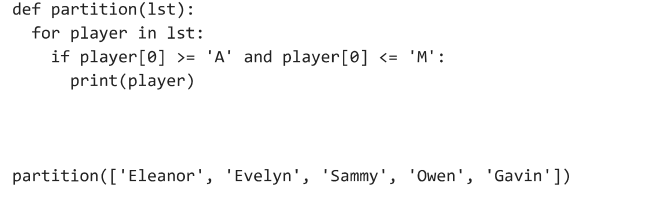 def partition(lst):
  for player in lst:
    if player[0] >= 'A' and player[0] <= 'M':
      print(player)
partition(['Eleanor', 'Evelyn', 'Sammy', 'Owen', 'Gavin'])